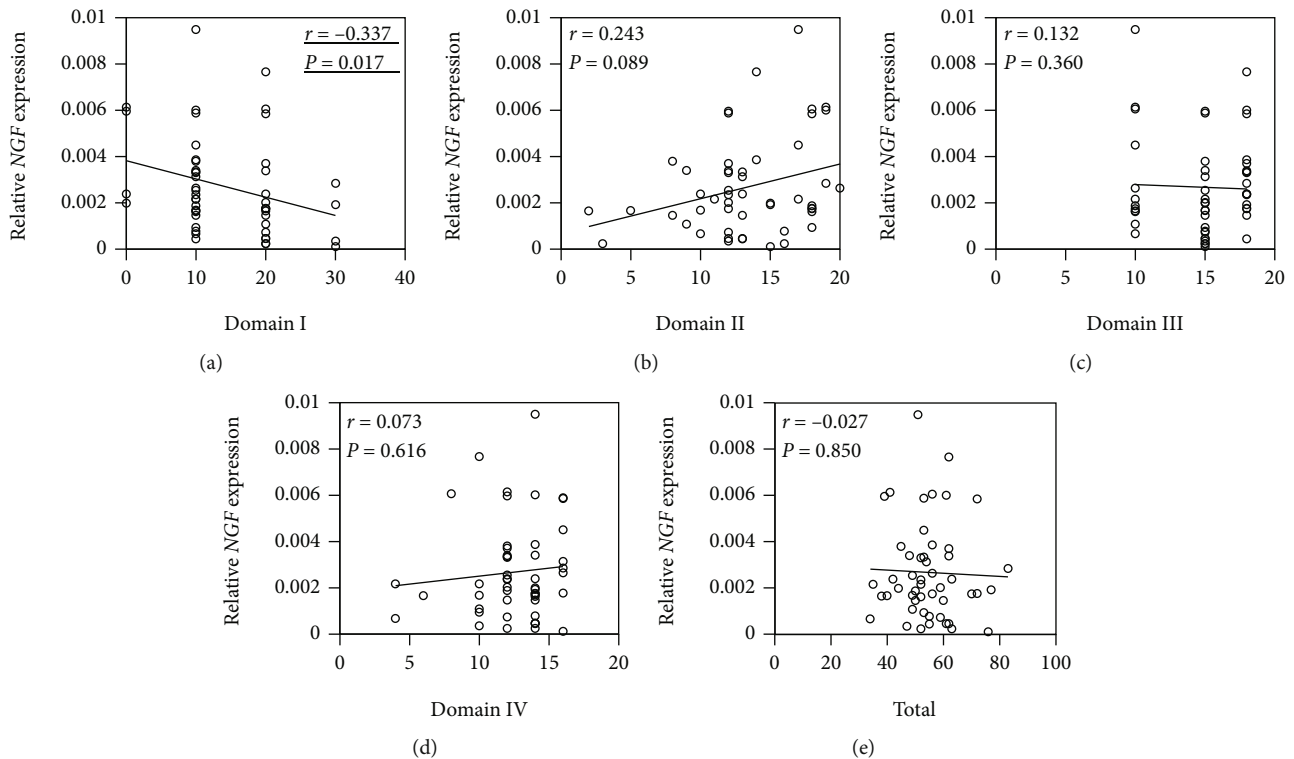 Relative NGF expression
0.01
0.008
0.006
0.004
0.002
0
r = –0.337
P = 0.017
0 10 20 30 40
Domain I
(a)
Relative NGF expression
0.01
0.008
0.006
0.004
0.002
0
r = 0.243
P = 0.089
0 5 10 15 20
Domain II
(b)
Relative NGF expression
0.01
0.008
0.006
0.004
0.002
0
r = 0.132
P = 0.360
0 5 10 15 20
Domain III
(c)
Relative NGF expression
0.01
0.008
0.006
0.004
0.002
0
r = 0.073
P = 0.616
0 5 10 15 20
Domain IV
(d)
Relative NGF expression
0.01
0.008
0.006
0.004
0.002
0
r = –0.027
P = 0.850
0 20 40 60 80 100
Total
(e)